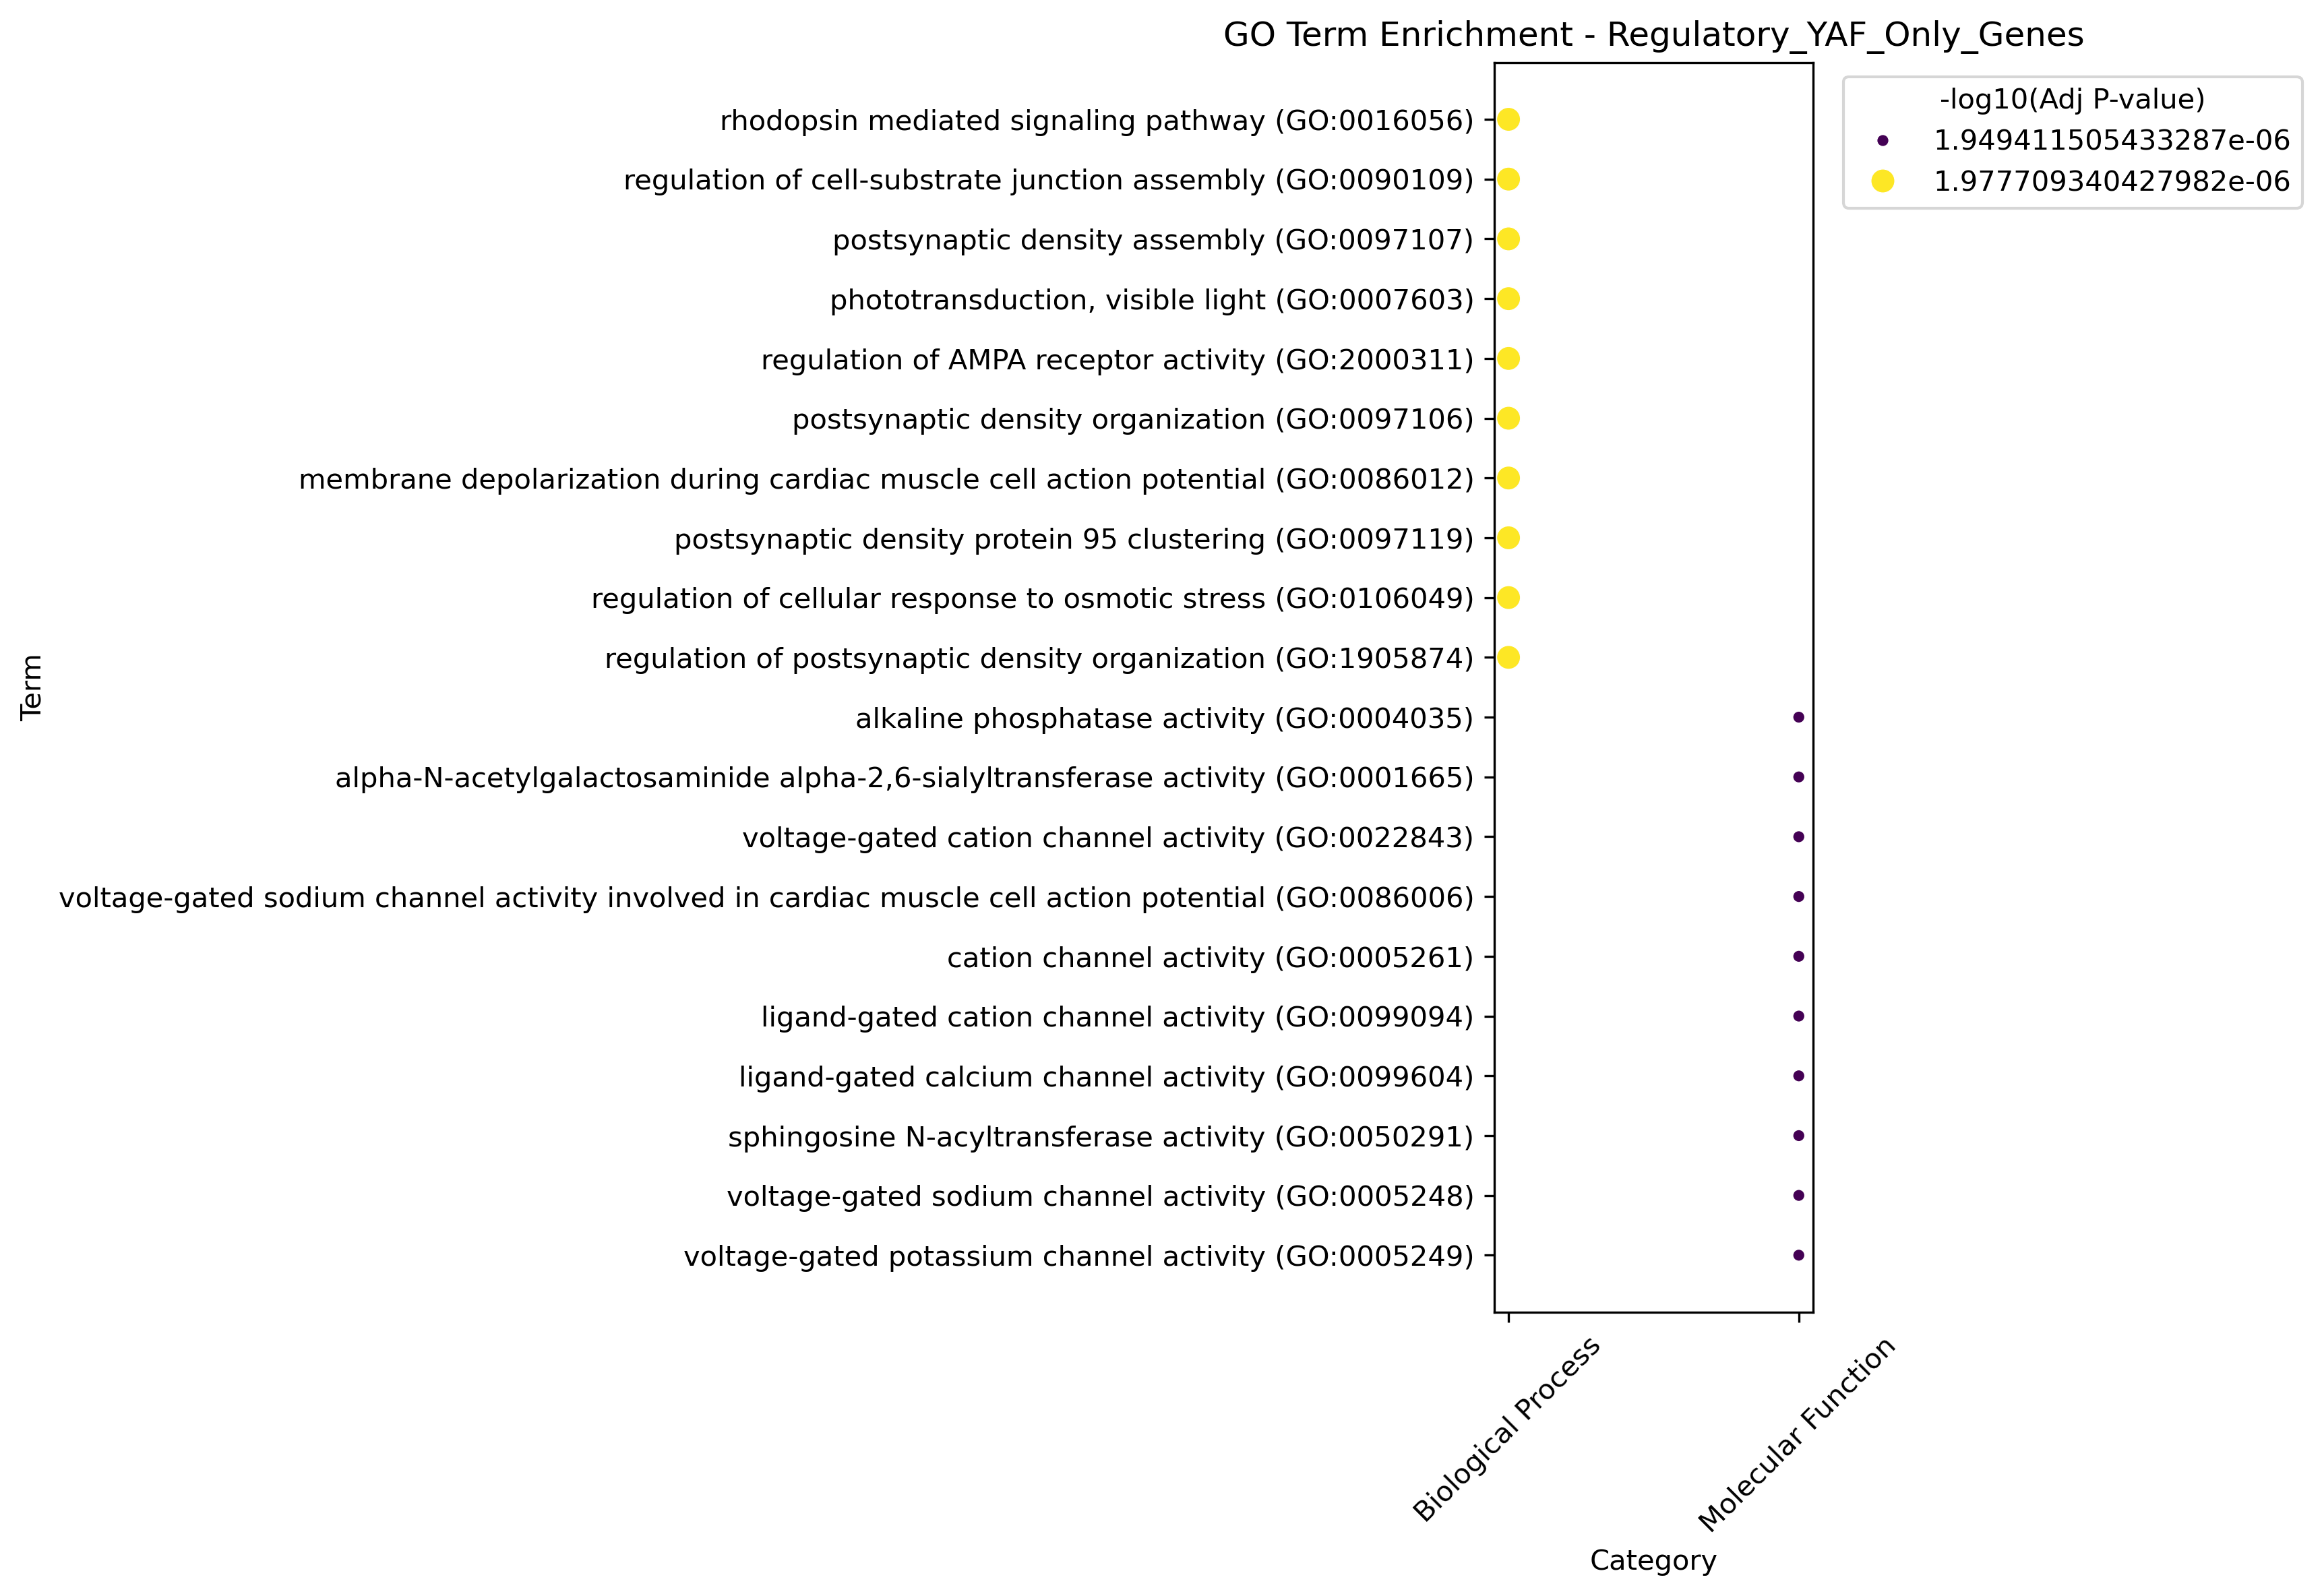 GO Term Enrichment - Regulatory_YAF_Only_Genes
-log10(Adj P-value)
1.949411505433287e-06
1.977709340427982e-06
rhodopsin mediated signaling pathway (GO:0016056)
regulation of cell-substrate junction assembly (GO:0090109)
postsynaptic density assembly (GO:0097107)
phototransduction, visible light (GO:0007603)
regulation of AMPA receptor activity (GO:2000311)
postsynaptic density organization (GO:0097106)
membrane depolarization during cardiac muscle cell action potential (GO:0086012)
postsynaptic density protein 95 clustering (GO:0097119)
regulation of cellular response to osmotic stress (GO:0106049)
regulation of postsynaptic density organization (GO:1905874)
alkaline phosphatase activity (GO:0004035)
alpha-N-acetylgalactosaminide alpha-2,6-sialyltransferase activity (GO:0001665)
voltage-gated cation channel activity (GO:0022843)
voltage-gated sodium channel activity involved in cardiac muscle cell action potential (GO:0086006)
cation channel activity (GO:0005261)
ligand-gated cation channel activity (GO:0099094)
ligand-gated calcium channel activity (GO:0099604)
sphingosine N-acyltransferase activity (GO:0050291)
voltage-gated sodium channel activity (GO:0005248)
voltage-gated potassium channel activity (GO:0005249)
Term
Biological Process
Molecular Function
Category